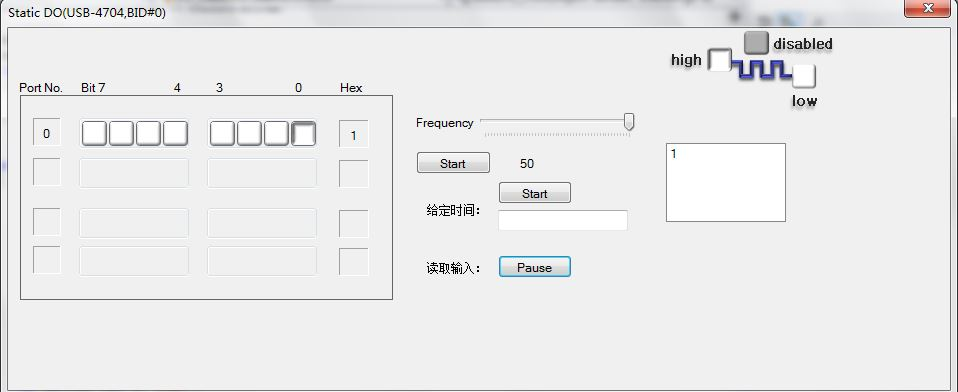 Static DO(USB-4704,BID#0)
disabled
high
low
Port No. Bit 7 4 3 0 Hex
0 1
Frequency
Start 50
1
Start
给定时间：
读取输入： Pause